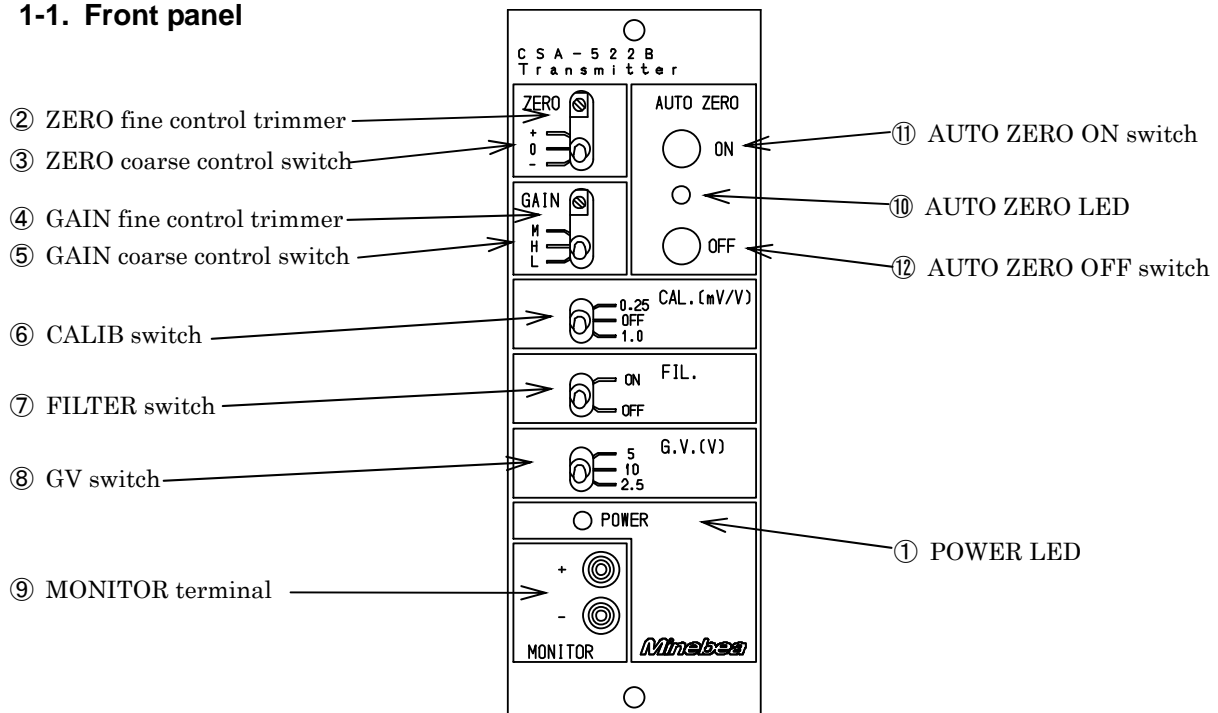 1-1. Front panel
CSA-522B
Transmitter
ZERO
+
0
-
AUTO ZERO
ON
OFF
GAIN
M
H
L
CAL.(mV/V)
0.25
OFF
1.0
FIL.
ON
OFF
G.V.(V)
5
10
2.5
POWER
+
-
MONITOR
Minebea
② ZERO fine control trimmer
③ ZERO coarse control switch
④ GAIN fine control trimmer
⑤ GAIN coarse control switch
⑥ CALIB switch
⑦ FILTER switch
⑧ GV switch
⑨ MONITOR terminal
⑪ AUTO ZERO ON switch
⑩ AUTO ZERO LED
⑫ AUTO ZERO OFF switch
① POWER LED